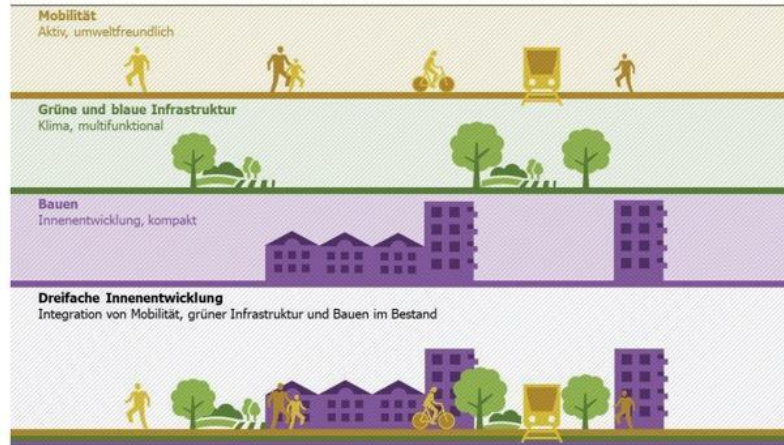 Mobilität
Aktiv, umweltfreundlich
Grüne und blaue Infrastruktur
Klima, multifunktional
Bauen
Innenentwicklung, kompakt
Dreifache Innenentwicklung
Integration von Mobilität, grüner Infrastruktur und Bauen im Bestand